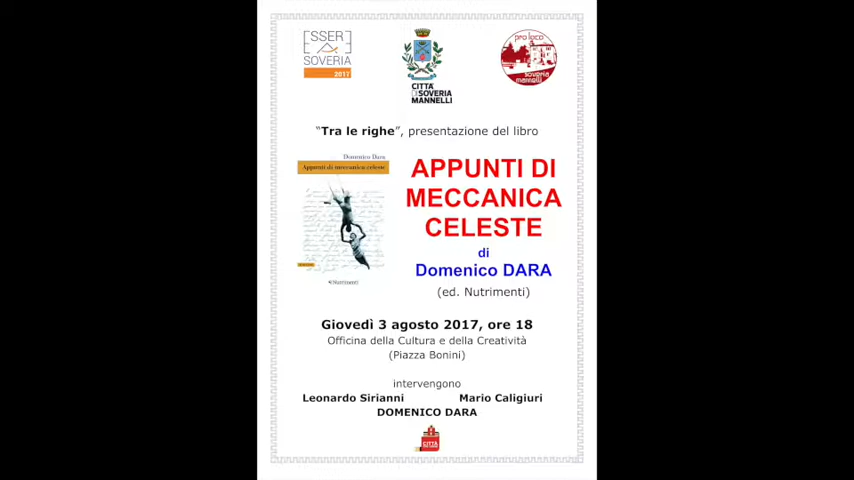 SSER
SOVERIA
2017
CITTÀ
DI SOVERIA
MANNELLI
pro loco
soveria
mannelli
“Tra le righe”, presentazione del libro
Domenico Dara
Appunti di meccanica celeste
Nutrimenti
APPUNTI DI
MECCANICA
CELESTE
di
Domenico DARA
(ed. Nutrimenti)
Giovedì 3 agosto 2017, ore 18
Officina della Cultura e della Creatività
(Piazza Bonini)
intervengono
Leonardo Sirianni Mario Caligiuri
DOMENICO DARA
CITTÀ